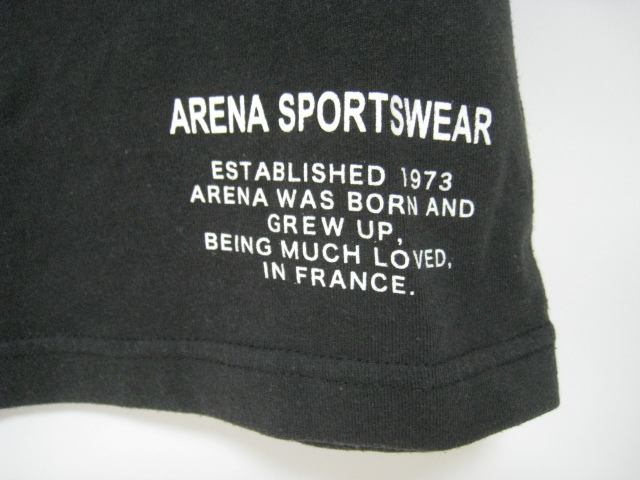 ARENA SPORTSWEAR
ESTABLISHED 1973
ARENA WAS BORN AND
GREW UP,
BEING MUCH LOVED,
IN FRANCE.